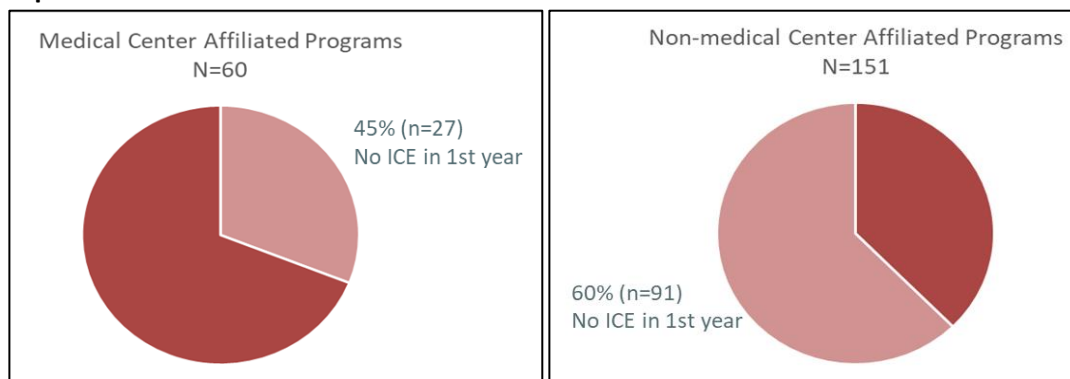 Medical Center Affiliated Programs
N=60
45% (n=27)
No ICE in 1st year
Non-medical Center Affiliated Programs
N=151
60% (n=91)
No ICE in 1st year